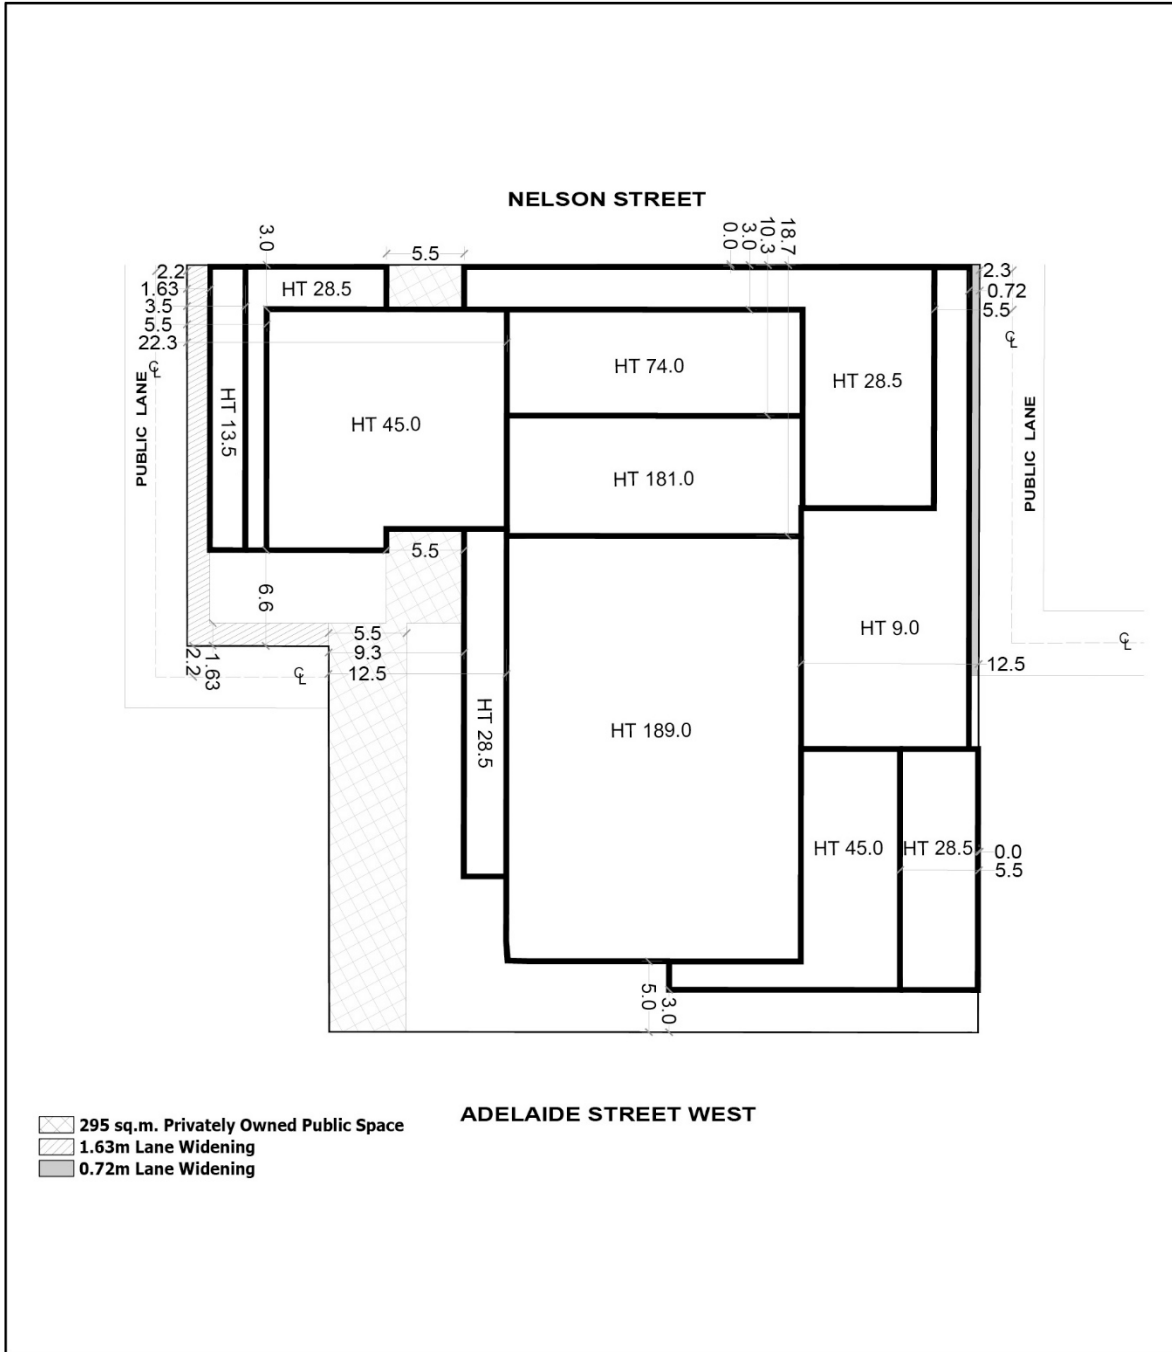 NELSON STREET
3.0
5.5
0.0
3.0
10.3
18.7
2.2
1.63
3.5
5.5
22.3
HT 28.5
2.3
0.72
5.5
℄
℄
PUBLIC LANE
HT 13.5
HT 45.0
HT 74.0
HT 28.5
PUBLIC LANE
HT 181.0
5.5
6.6
5.5
9.3
12.5
2.2
1.63
℄
HT 9.0
℄
12.5
HT 28.5
HT 189.0
HT 45.0
HT 28.5
0.0
5.5
5.0
3.0
ADELAIDE STREET WEST
295 sq.m. Privately Owned Public Space
1.63m Lane Widening
0.72m Lane Widening